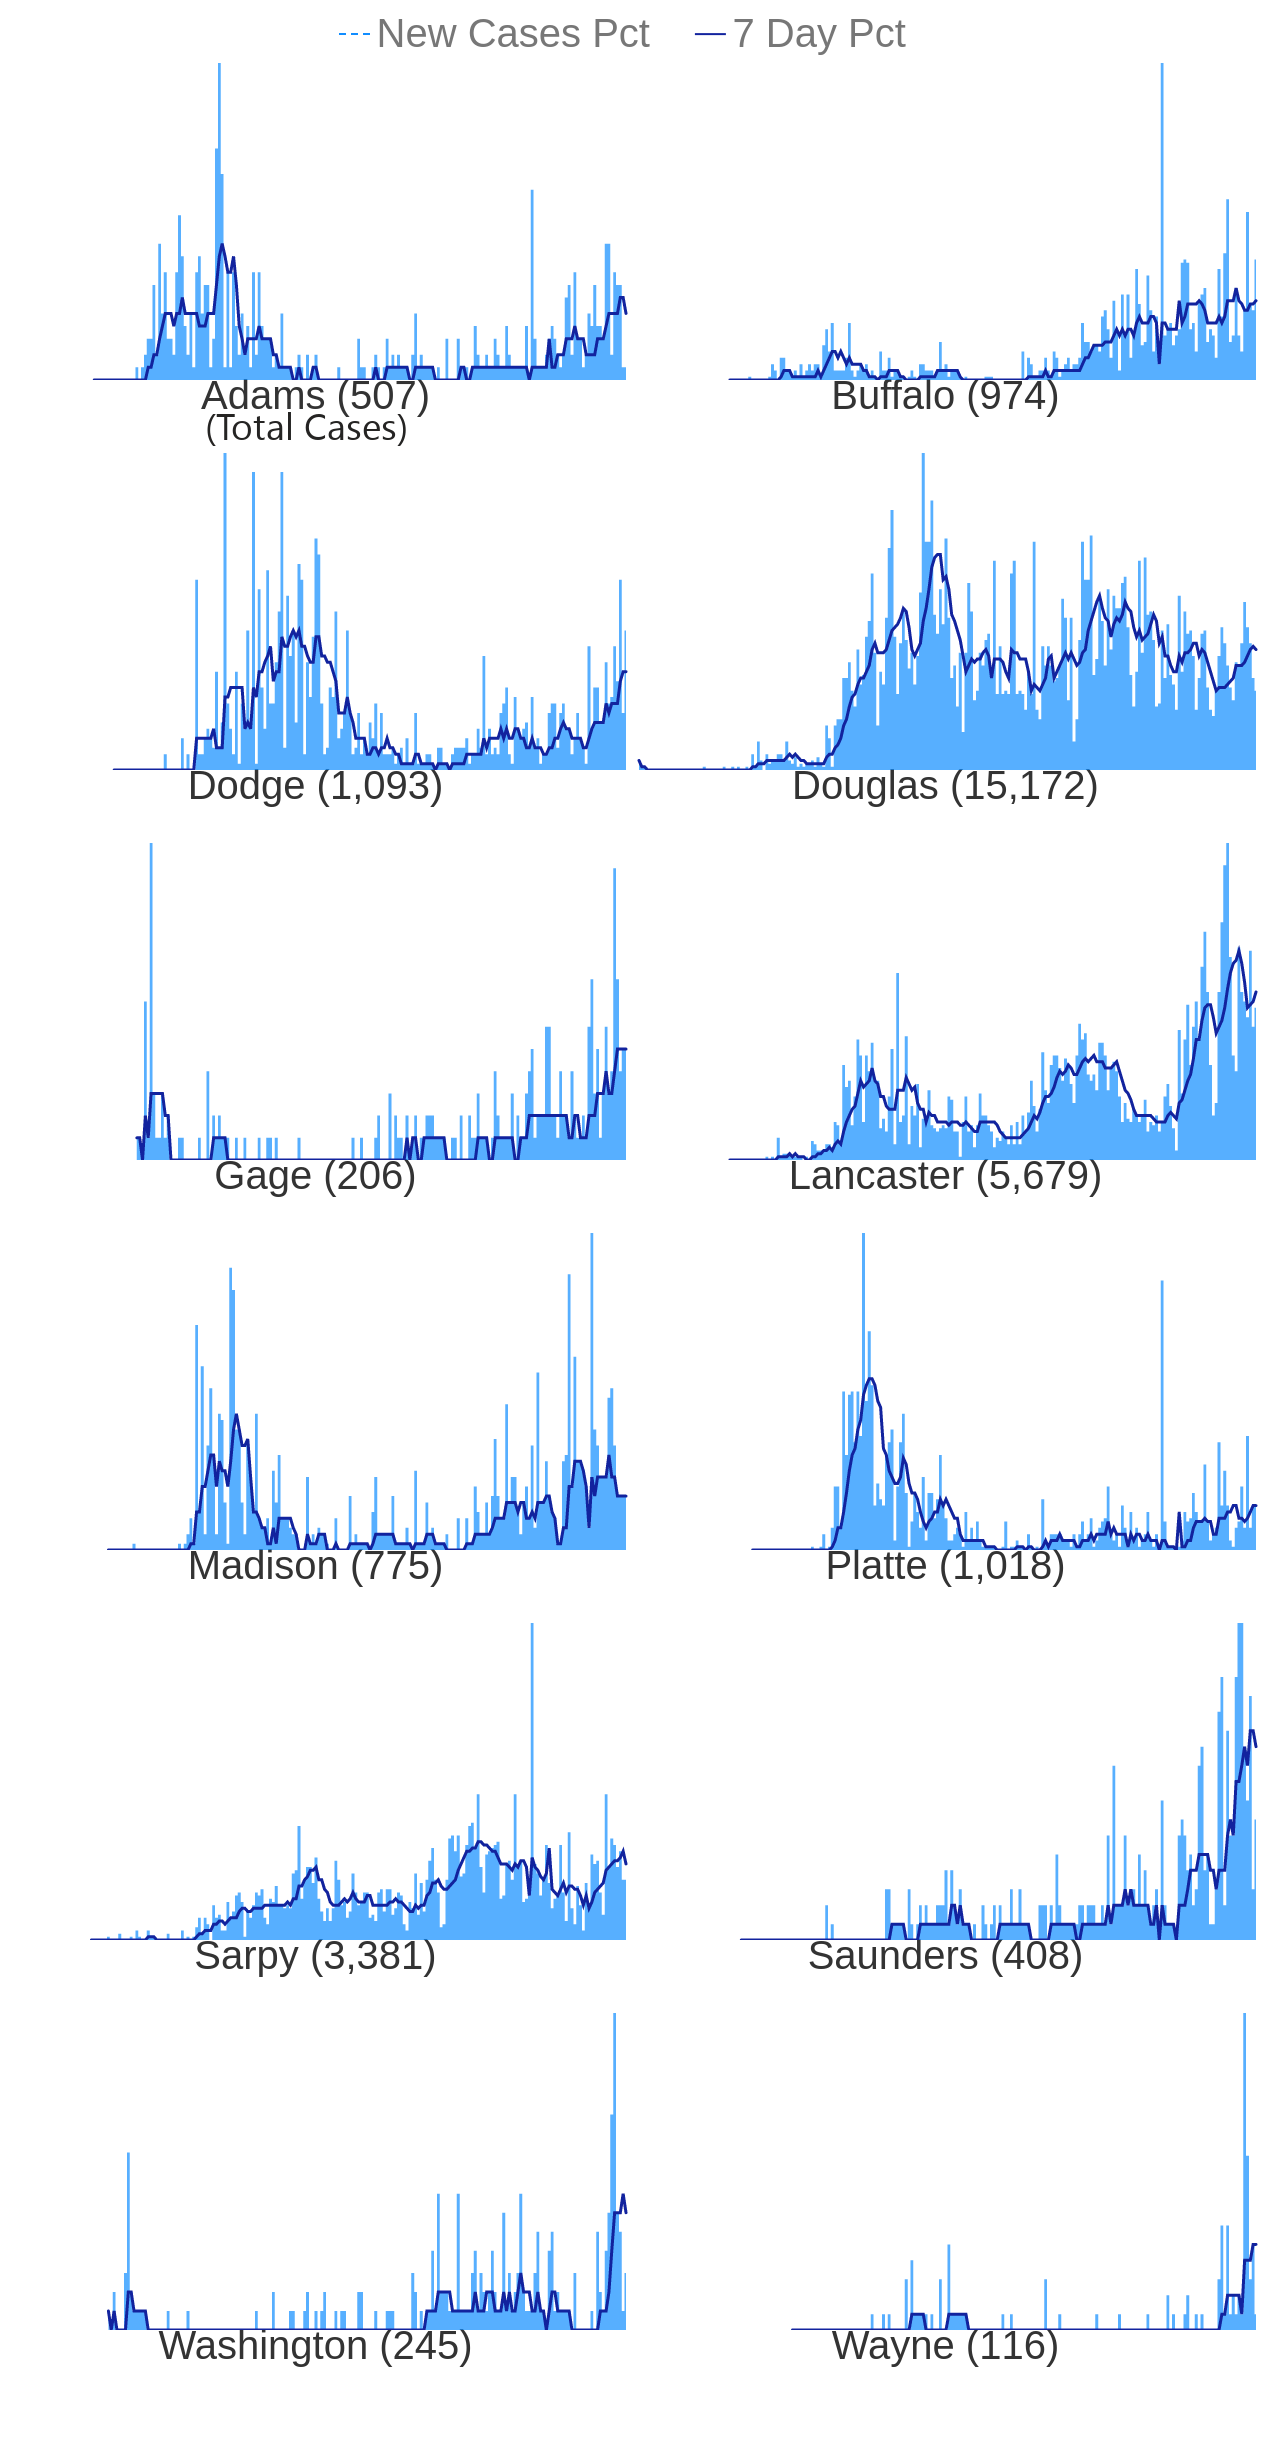 New Cases Pct 7 Day Pct
Adams (507) Buffalo (974)
(Total Cases)
Dodge (1,093) Douglas (15,172)
Gage (206) Lancaster (5,679)
Madison (775) Platte (1,018)
Sarpy (3,381) Saunders (408)
Washington (245) Wayne (116)